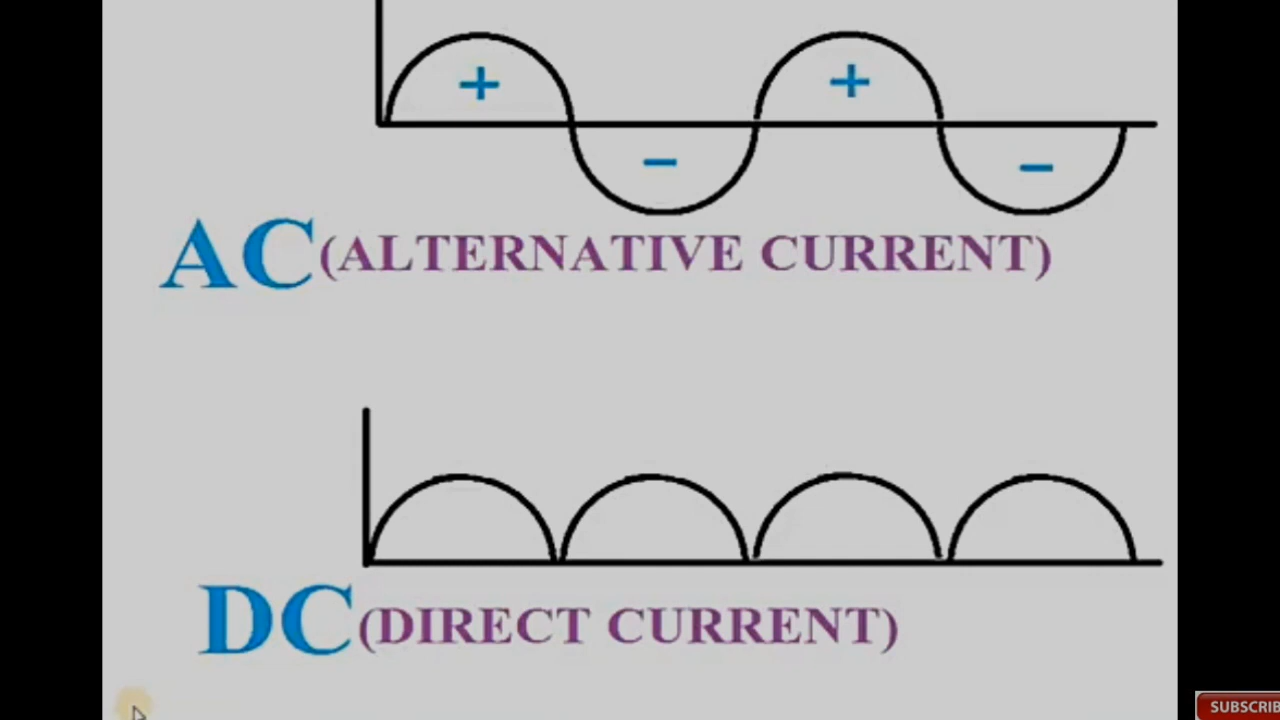 + +
− −
AC(ALTERNATIVE CURRENT)
DC(DIRECT CURRENT)
SUBSCRIB